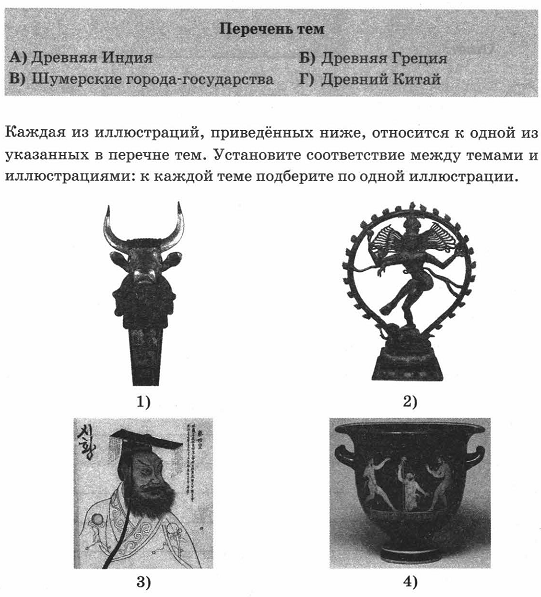 Перечень тем
А) Древняя Индия
Б) Древняя Греция
В) Шумерские города-государства
Г) Древний Китай
Каждая из иллюстраций, приведённых ниже, относится к одной из
указанных в перечне тем. Установите соответствие между темами и
иллюстрациями: к каждой теме подберите по одной иллюстрации.
1)
2)
3)
4)